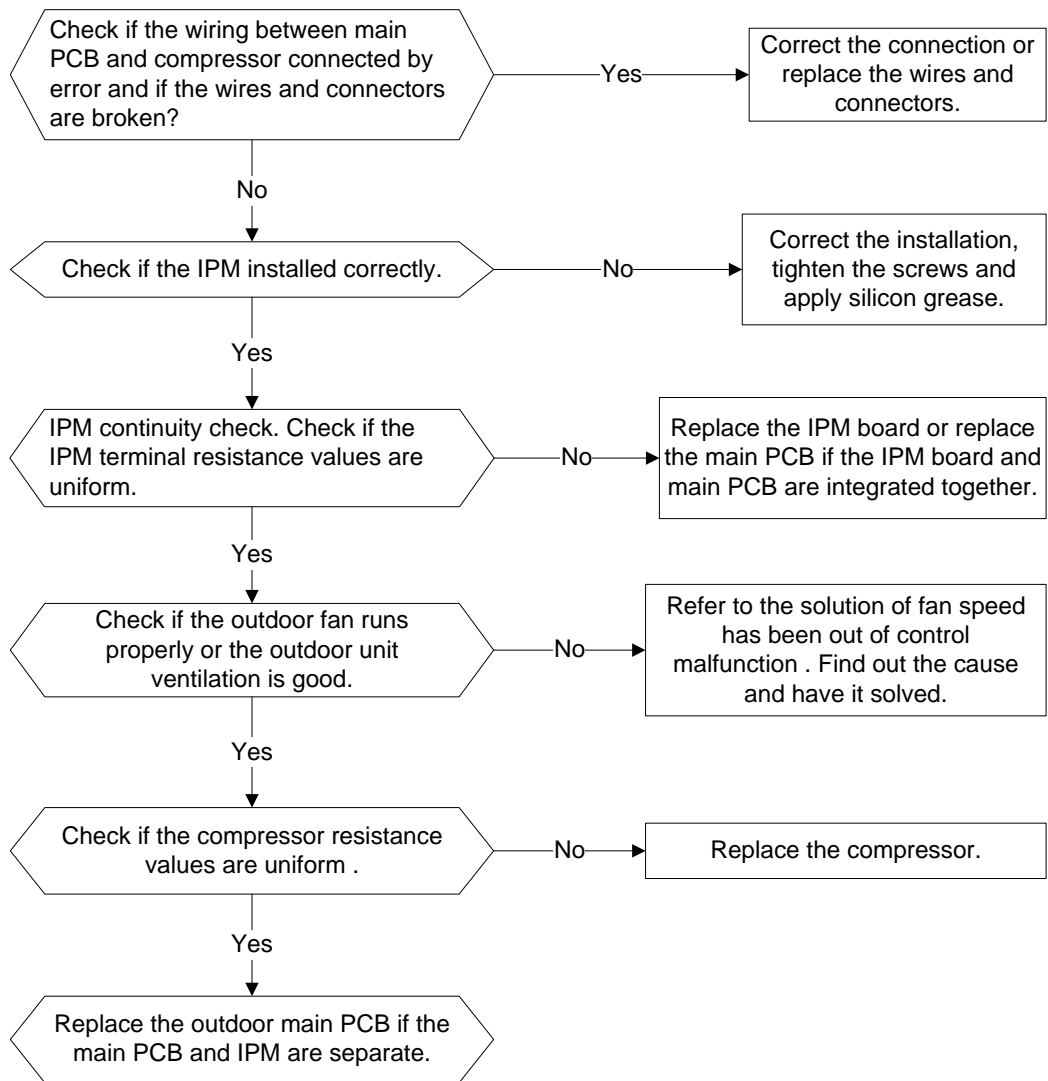 Check if the wiring between main
PCB and compressor connected by
error and if the wires and connectors
are broken?
Yes
Correct the connection or
replace the wires and
connectors.
No
Check if the IPM installed correctly.
No
Correct the installation,
tighten the screws and
apply silicon grease.
Yes
IPM continuity check. Check if the
IPM terminal resistance values are
uniform.
No
Replace the IPM board or replace
the main PCB if the IPM board and
main PCB are integrated together.
Yes
Check if the outdoor fan runs
properly or the outdoor unit
ventilation is good.
No
Refer to the solution of fan speed
has been out of control
malfunction . Find out the cause
and have it solved.
Yes
Check if the compressor resistance
values are uniform .
No
Replace the compressor.
Yes
Replace the outdoor main PCB if the
main PCB and IPM are separate.